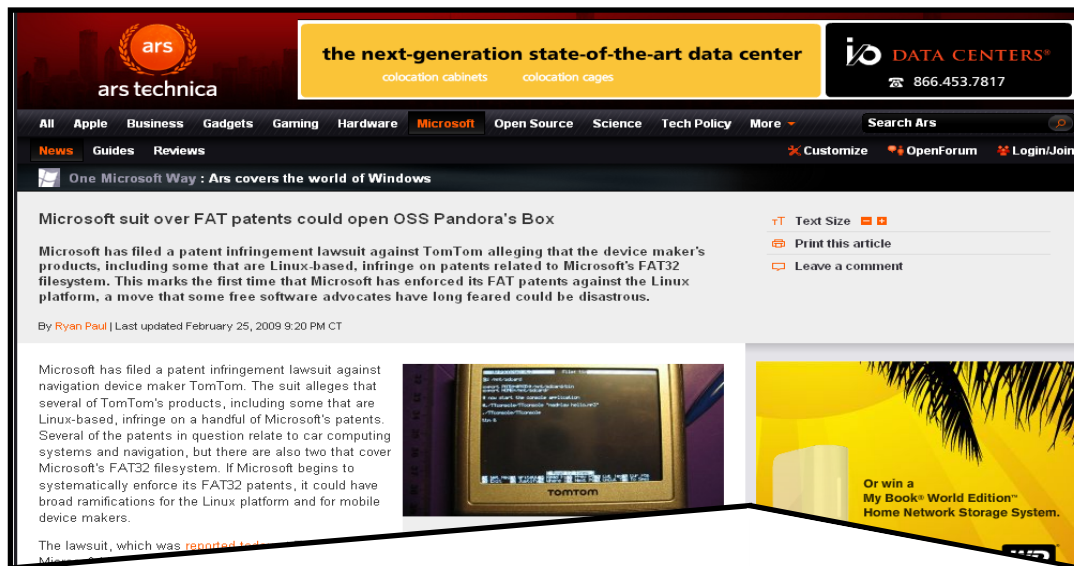 ars
ars technica
the next-generation state-of-the-art data center
colocation cabinets colocation cages
i/o DATA CENTERS®
866.453.7817
All Apple Business Gadgets Gaming Hardware Microsoft Open Source Science Tech Policy More
Search Ars
News Guides Reviews
Customize OpenForum Login/Join
One Microsoft Way : Ars covers the world of Windows
Microsoft suit over FAT patents could open OSS Pandora's Box
Microsoft has filed a patent infringement lawsuit against TomTom alleging that the device maker's
products, including some that are Linux-based, infringe on patents related to Microsoft's FAT32
filesystem. This marks the first time that Microsoft has enforced its FAT patents against the Linux
platform, a move that some free software advocates have long feared could be disastrous.
By Ryan Paul | Last updated February 25, 2009 9:20 PM CT
TT Text Size
Print this article
Leave a comment
Microsoft has filed a patent infringement lawsuit against
navigation device maker TomTom. The suit alleges that
several of TomTom's products, including some that are
Linux-based, infringe on a handful of Microsoft's patents.
Several of the patents in question relate to car computing
systems and navigation, but there are also two that cover
Microsoft's FAT32 filesystem. If Microsoft begins to
systematically enforce its FAT32 patents, it could have
broad ramifications for the Linux platform and for mobile
device makers.
The lawsuit, which was reported
TOMTOM
Or win a
My Book® World Edition™
Home Network Storage System.
WD